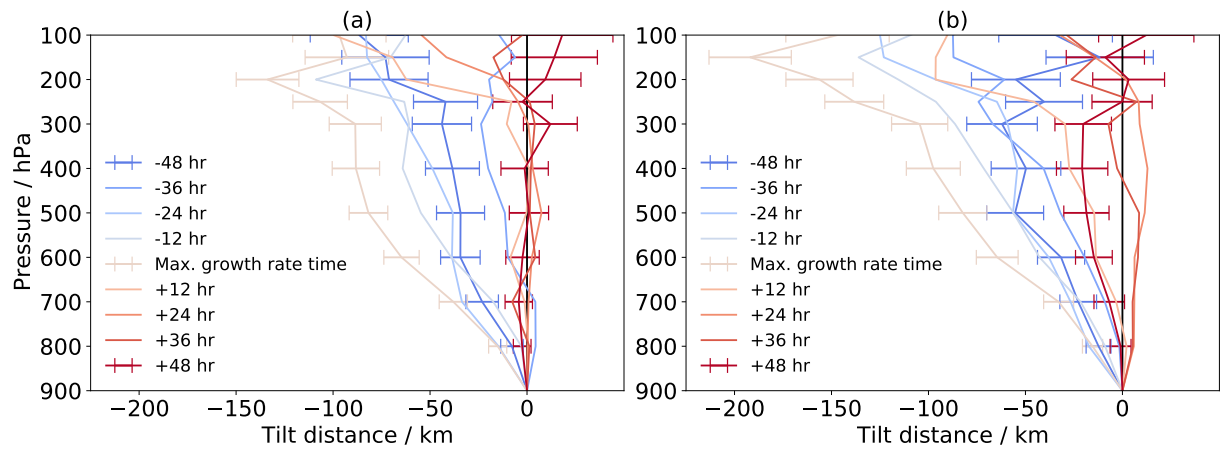 (a)
100
200
300
400
500
600
700
800
900
Pressure / hPa
-48 hr
-36 hr
-24 hr
-12 hr
Max. growth rate time
+12 hr
+24 hr
+36 hr
+48 hr
−200
−150
−100
−50
0
Tilt distance / km
(b)
100
200
300
400
500
600
700
800
900
-48 hr
-36 hr
-24 hr
-12 hr
Max. growth rate time
+12 hr
+24 hr
+36 hr
+48 hr
−200
−150
−100
−50
0
Tilt distance / km